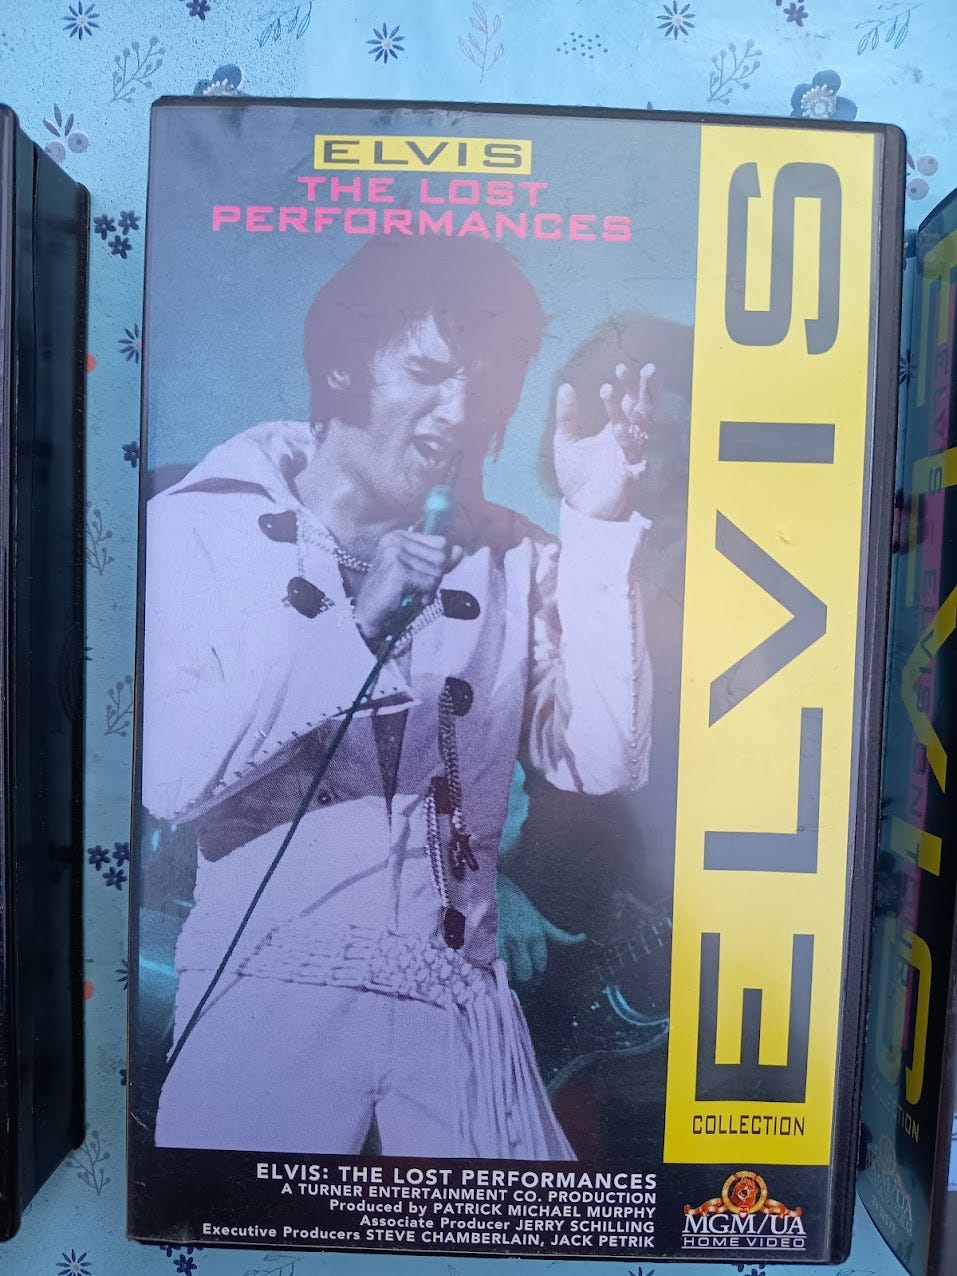 ELVIS
THE LOST
PERFORMANCES
ELVIS
COLLECTION
ELVIS: THE LOST PERFORMANCES
A TURNER ENTERTAINMENT CO. PRODUCTION
Produced by PATRICK MICHAEL MURPHY
Associate Producer JERRY SCHILLING
Executive Producers STEVE CHAMBERLAIN, JACK PETRIK
MGM/UA
HOME VIDEO